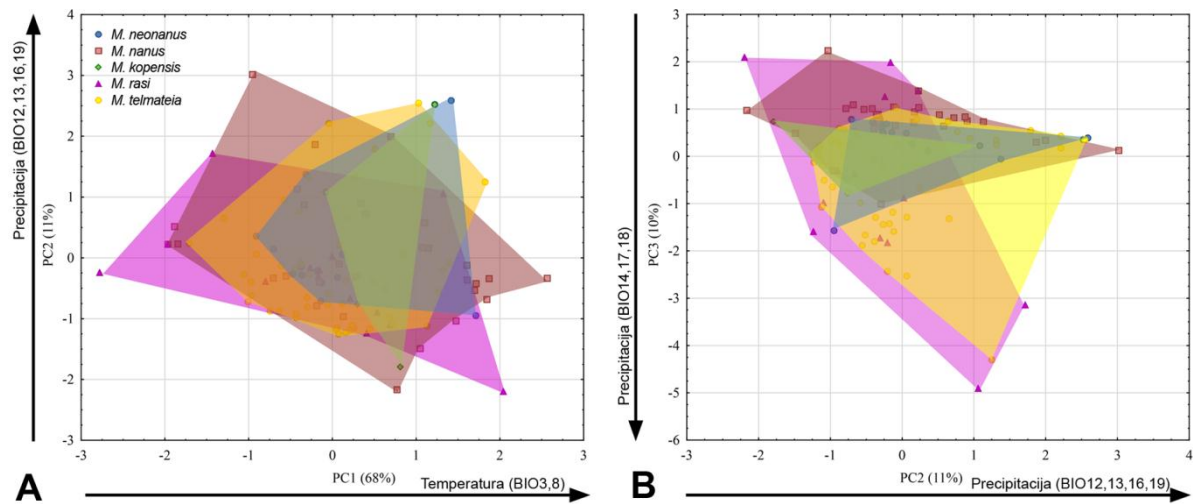 Precipitacija (BIO12,13,16,19)
PC2 (11%)
4
3
2
1
0
-1
-2
-3
M. neonanus
M. nanus
M. kopensis
M. rasi
M. telmateia
-3
-2
-1
0
1
2
3
A
PC1 (68%)
Temperatura (BIO3,8)
Precipitacija (BIO14,17,18)
PC3 (10%)
3
2
1
0
-1
-2
-3
-4
-5
-6
-3
-2
-1
0
1
2
3
4
B
PC2 (11%)
Precipitacija (BIO12,13,16,19)